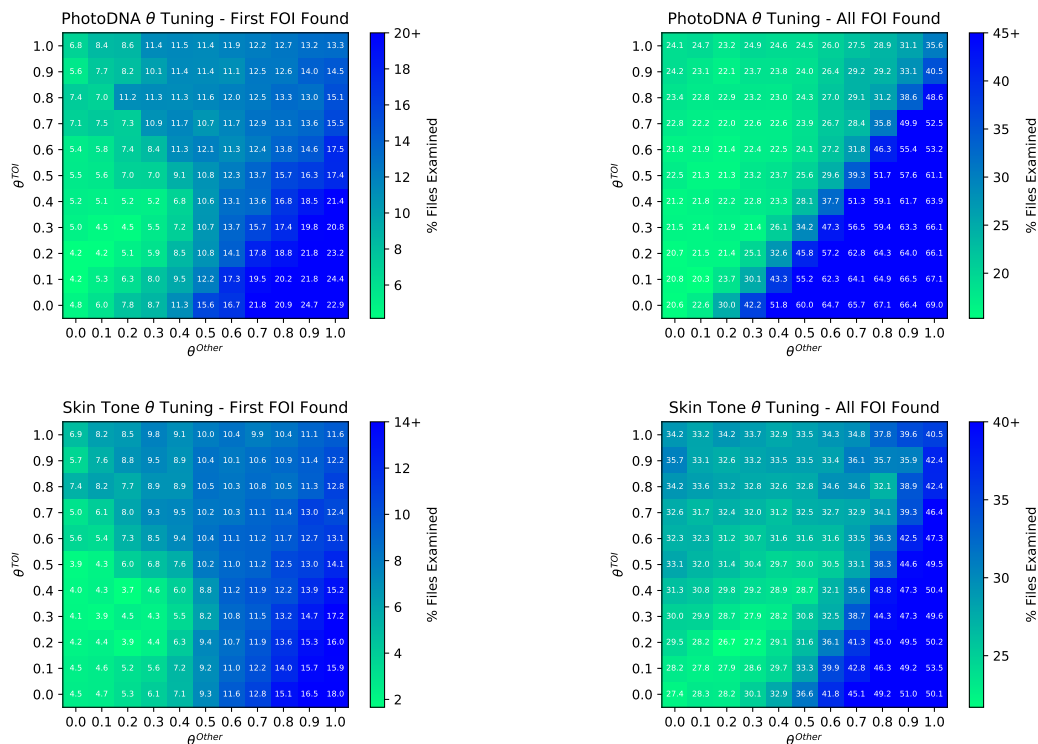 PhotoDNA θ Tuning - First FOI Found
1.0 6.8 8.4 8.6 11.4 11.5 11.4 11.9 12.2 12.7 13.2 13.3
0.9 5.6 7.7 8.2 10.1 11.4 11.4 11.1 12.5 12.6 14.0 14.5
0.8 7.4 7.0 11.2 11.3 11.3 11.6 12.0 12.5 13.3 13.0 15.1
0.7 7.1 7.5 7.3 10.9 11.7 10.7 11.7 12.9 13.1 13.6 15.5
0.6 5.4 5.8 7.4 8.4 11.3 12.1 11.3 12.4 13.8 14.6 17.5
0.5 5.5 5.6 7.0 7.0 9.1 10.8 12.3 13.7 15.7 16.3 17.4
0.4 5.2 5.1 5.2 5.2 6.8 10.6 13.1 13.6 16.8 18.5 21.4
0.3 5.0 4.5 4.5 5.5 7.2 10.7 13.7 15.7 17.4 19.8 20.8
0.2 4.2 4.2 5.1 5.9 8.5 10.8 14.1 17.8 18.8 21.8 23.2
0.1 4.2 5.3 6.3 8.0 9.5 12.2 17.3 19.5 20.2 21.8 24.4
0.0 4.8 6.0 7.8 8.7 11.3 15.6 16.7 21.8 20.9 24.7 22.9
0.0 0.1 0.2 0.3 0.4 0.5 0.6 0.7 0.8 0.9 1.0
θ^Other
θ^TOI
20+
18
16
14
12
10
8
6
% Files Examined
PhotoDNA θ Tuning - All FOI Found
1.0 24.1 24.7 23.2 24.9 24.6 24.5 26.0 27.5 28.9 31.1 35.6
0.9 24.2 23.1 22.1 23.7 23.8 24.0 26.4 29.2 29.2 33.1 40.5
0.8 23.4 22.8 22.9 23.2 23.0 24.3 27.0 29.1 31.2 38.6 48.6
0.7 22.8 22.2 22.0 22.6 23.0 23.9 26.7 28.4 35.8 49.9 52.5
0.6 22.8 21.9 21.4 22.4 22.5 24.1 27.2 31.8 46.3 55.4 53.2
0.5 22.5 21.3 21.3 22.2 23.7 25.6 29.6 39.3 51.7 57.6 61.1
0.4 21.2 21.8 22.2 22.8 23.3 28.1 37.7 51.3 59.1 61.7 63.9
0.3 21.1 21.5 21.9 21.4 26.1 34.2 47.3 56.5 59.4 63.3 66.1
0.2 20.7 21.5 21.4 25.1 32.6 45.8 57.2 62.8 64.3 64.0 66.1
0.1 20.8 20.3 23.7 30.1 43.3 55.2 62.3 64.1 64.9 66.5 67.1
0.0 20.6 22.6 30.0 42.2 51.8 60.0 64.7 65.7 67.1 66.4 69.0
0.0 0.1 0.2 0.3 0.4 0.5 0.6 0.7 0.8 0.9 1.0
θ^Other
θ^TOI
45+
40
35
30
25
20
% Files Examined
Skin Tone θ Tuning - First FOI Found
1.0 6.9 8.2 8.5 9.8 9.1 10.0 10.4 9.9 10.4 11.1 11.6
0.9 5.7 7.6 8.8 9.5 8.9 10.4 10.1 10.6 10.9 11.4 12.2
0.8 7.4 8.2 7.7 8.9 8.9 10.5 10.3 10.8 10.5 11.3 12.8
0.7 5.0 6.1 8.0 9.3 9.5 10.2 10.3 11.1 11.4 13.0 12.4
0.6 5.6 5.4 7.3 8.5 9.4 10.3 11.1 11.2 11.7 12.7 13.1
0.5 3.9 4.3 6.0 6.8 7.6 10.2 11.0 11.2 12.5 13.0 14.1
0.4 4.0 4.3 3.7 4.6 6.0 8.8 11.2 11.9 12.2 13.9 15.2
0.3 4.1 3.9 4.5 4.3 5.5 8.2 10.8 11.5 13.2 14.7 17.2
0.2 4.2 4.4 3.9 4.4 6.3 9.4 10.7 11.9 12.9 15.3 16.0
0.1 4.5 4.6 5.2 5.6 7.2 9.2 11.0 12.2 14.0 15.7 15.9
0.0 4.5 4.7 5.3 6.1 7.1 9.3 11.6 12.8 15.1 16.5 18.0
0.0 0.1 0.2 0.3 0.4 0.5 0.6 0.7 0.8 0.9 1.0
θ^Other
θ^TOI
14+
12
10
8
6
4
2
% Files Examined
Skin Tone θ Tuning - All FOI Found
1.0 34.2 33.2 34.2 33.7 32.9 33.5 34.3 34.8 37.8 39.6 40.5
0.9 35.7 33.1 32.6 33.2 33.5 33.5 33.4 36.1 35.7 35.9 42.4
0.8 34.2 33.6 33.2 32.8 32.6 32.8 34.6 34.6 32.1 38.9 42.4
0.7 32.6 31.7 32.4 32.0 31.2 32.5 32.7 32.9 34.1 39.3 46.4
0.6 33.2 31.3 31.2 30.7 31.6 31.6 32.8 33.5 36.3 42.5 47.3
0.5 33.1 32.0 31.4 30.4 29.7 30.0 30.5 33.1 38.3 44.6 49.5
0.4 31.3 30.8 29.8 29.2 28.9 28.7 32.1 35.6 43.8 47.3 50.4
0.3 30.0 29.9 28.7 27.9 28.2 30.8 32.5 38.7 44.3 47.3 49.6
0.2 29.5 28.2 26.7 27.2 29.1 31.6 36.1 41.3 45.0 49.5 50.2
0.1 28.2 27.8 27.9 28.6 29.7 33.3 39.9 42.8 46.3 49.2 53.5
0.0 27.4 28.3 28.2 30.1 32.9 36.6 41.8 45.1 49.2 51.0 50.1
0.0 0.1 0.2 0.3 0.4 0.5 0.6 0.7 0.8 0.9 1.0
θ^Other
θ^TOI
40+
35
30
25
% Files Examined